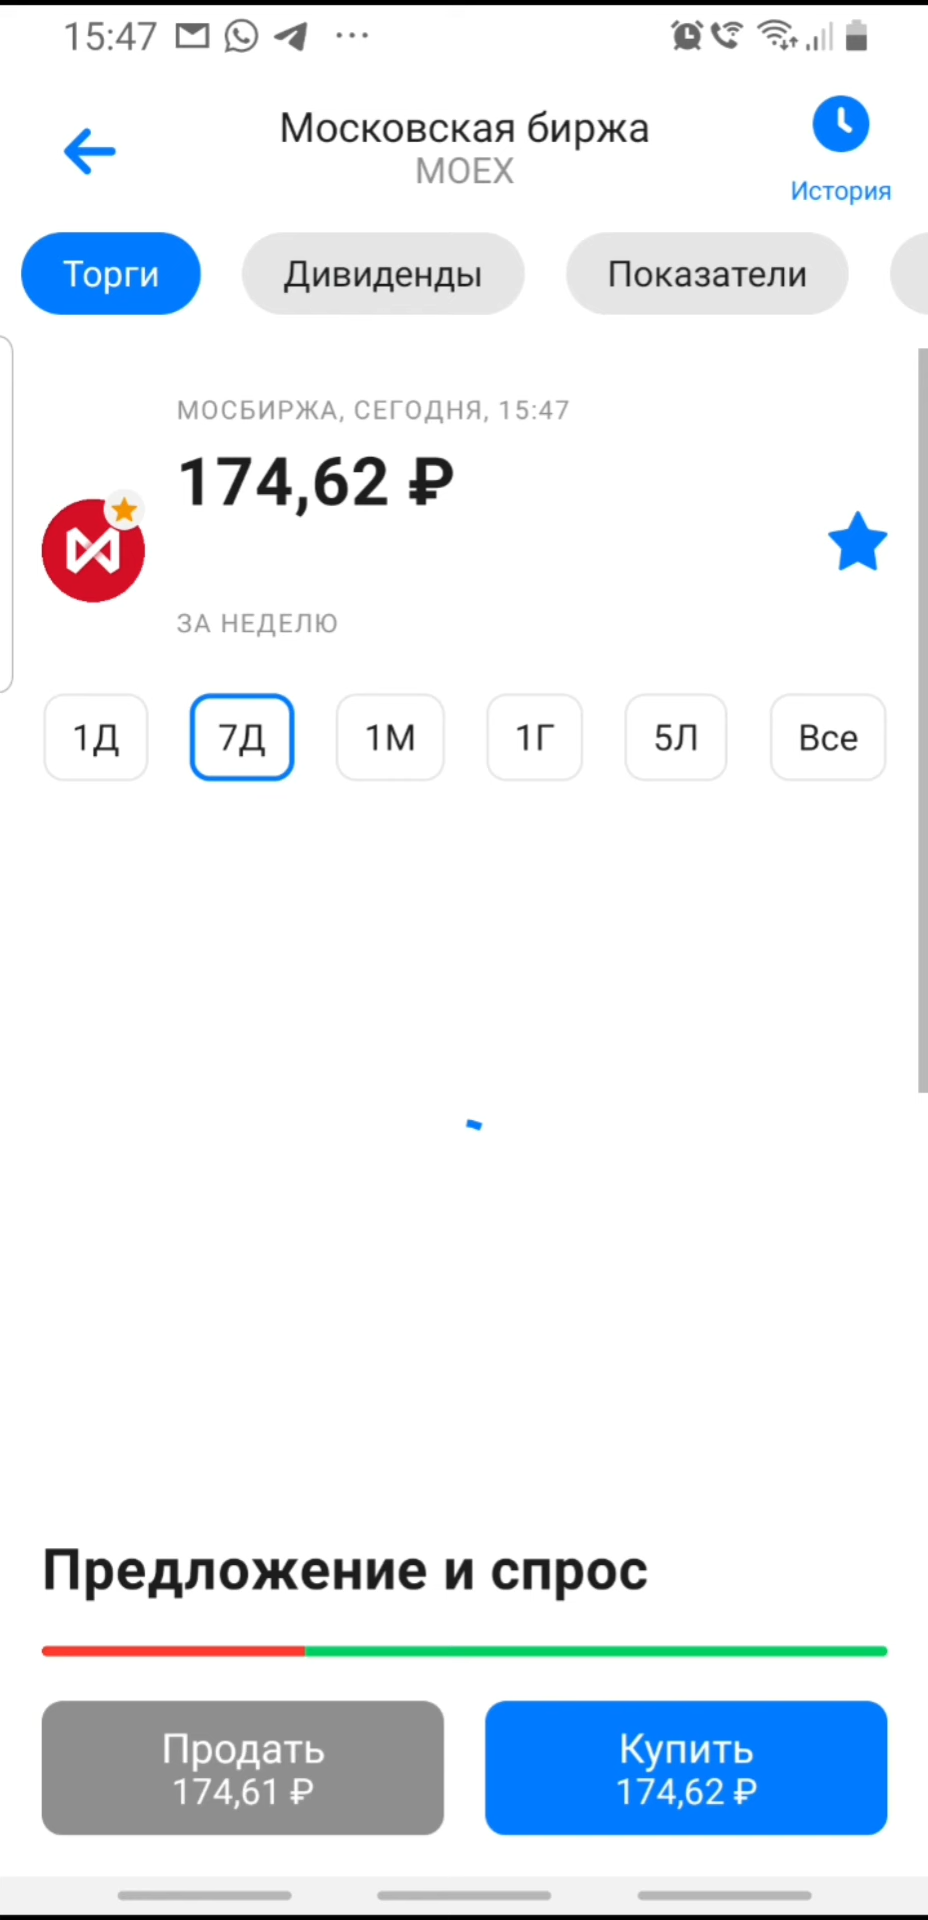 15:47
Московская биржа
MOEX
История
Торги
Дивиденды
Показатели
МОСБИРЖА, СЕГОДНЯ, 15:47
174,62 ₽
ЗА НЕДЕЛЮ
1Д
7Д
1М
1Г
5Л
Все
Предложение и спрос
Продать
174,61 ₽
Купить
174,62 ₽